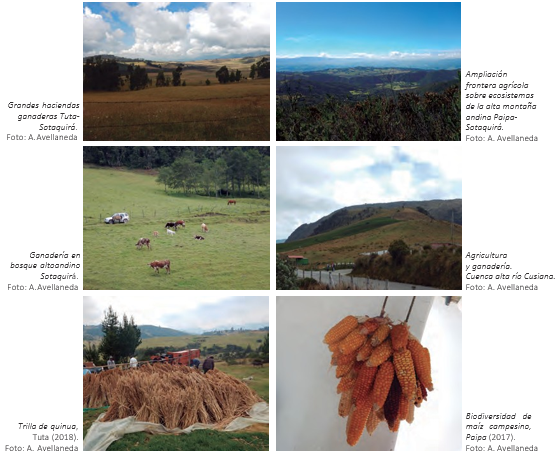 Grandes haciendas
ganaderas Tuta-
Sotaquirá.
Foto: A.Avellaneda
Ampliación
frontera agrícola
sobre ecosistemas
de la alta montaña
andina Paipa-
Sotaquirá.
Foto: A. Avellaneda
Ganadería en
bosque altoandino
Sotaquirá.
Foto: A.Avellaneda
Agricultura
y ganadería.
Cuenca alta río Cusiana.
Foto: A. Avellaneda
Trilla de quinua,
Tuta (2018).
Foto: A. Avellaneda
Biodiversidad de
maíz campesino,
Paipa (2017).
Foto: A. Avellaneda